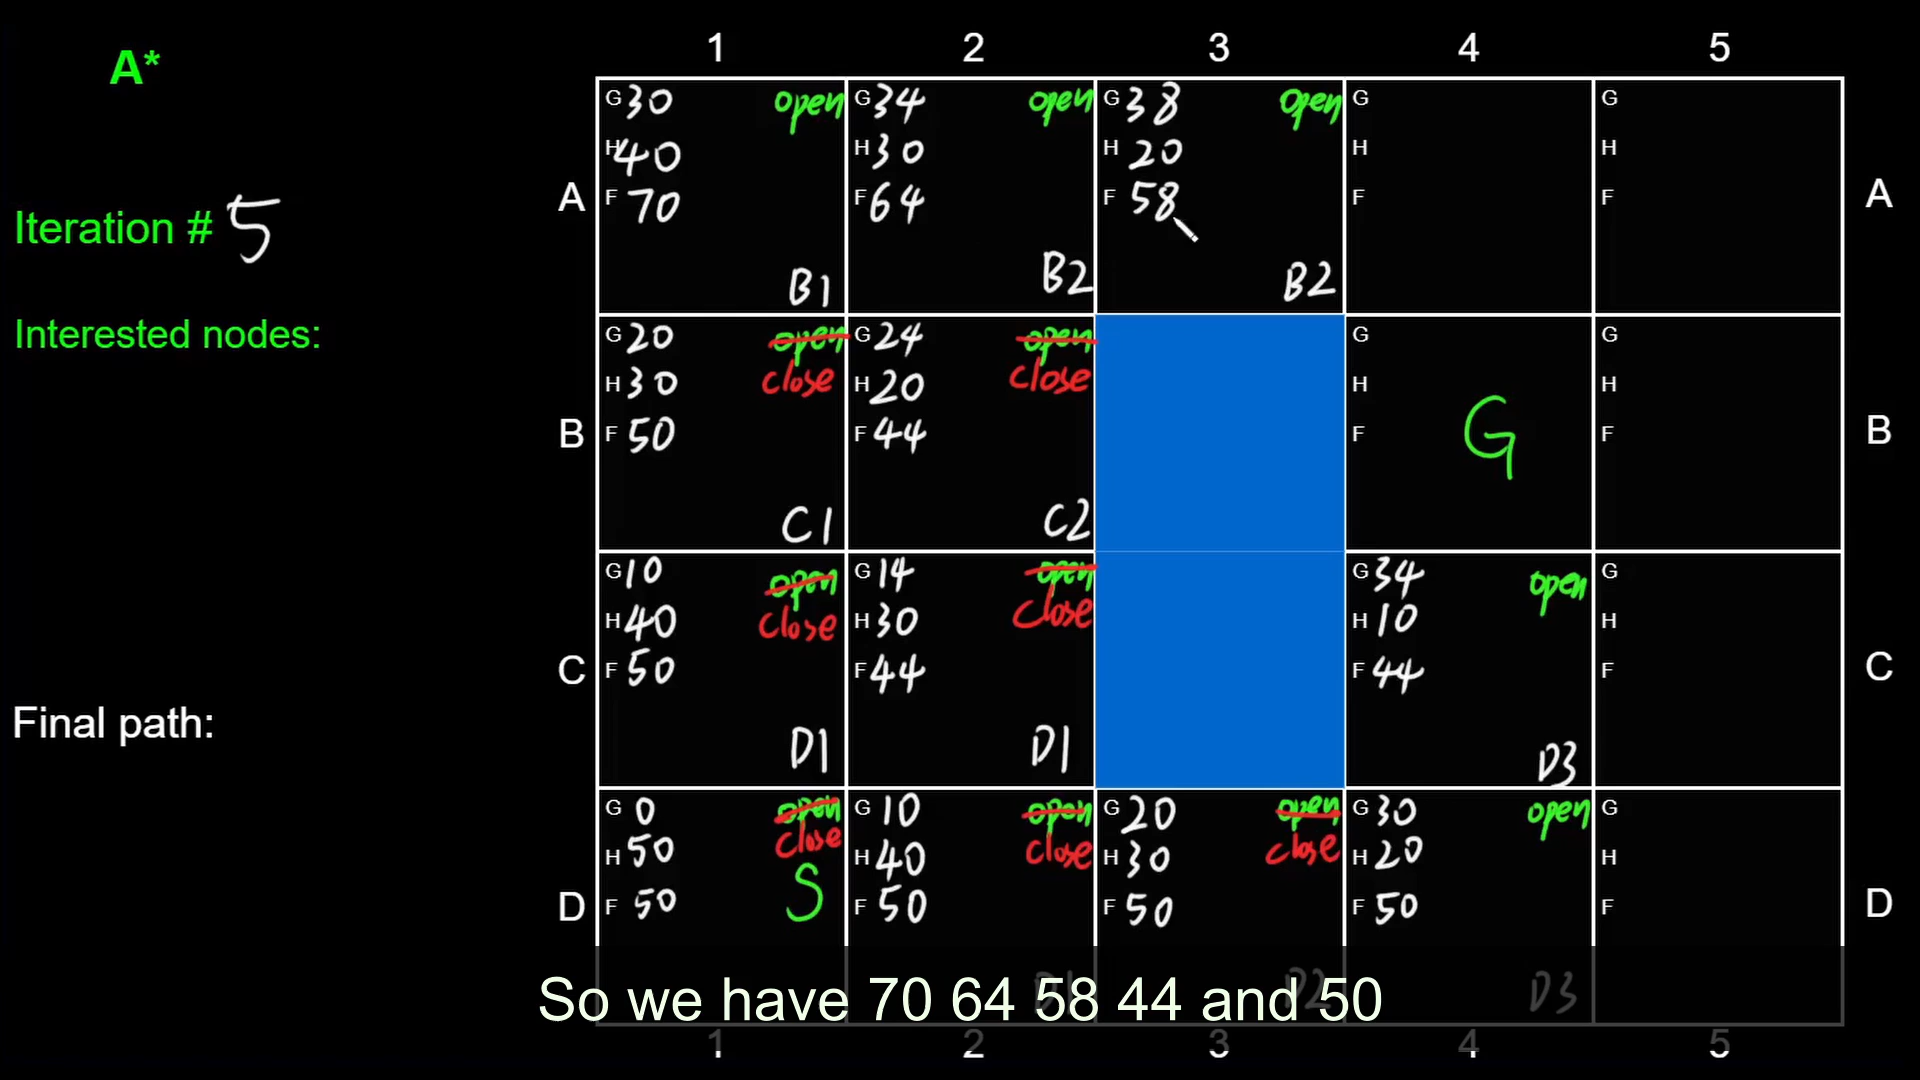 A*
Iteration # 5
Interested nodes:
Final path:
1 2 3 4 5
A A
G 30 open
H 40
F 70
B1
G 34 open
H 30
F 64
B2
G 38 open
H 20
F 58
B2
G
H
F
G
H
F
B B
G 20 open
H 30 close
F 50
C1
G 24 open
H 20 close
F 44
C2
G
H
F
G
G
H
F
C C
G 10 open
H 40 close
F 50
D1
G 14 open
H 30 close
F 44
D1
G 34 open
H 10
F 44
D3
G
H
F
D D
G 0 open
H 50 close
F 50 S
G 10 open
H 40 close
F 50
D1
G 20 open
H 30 close
F 50
D2
G 30 open
H 20
F 50
D3
G
H
F
So we have 70 64 58 44 and 50
1 2 3 4 5